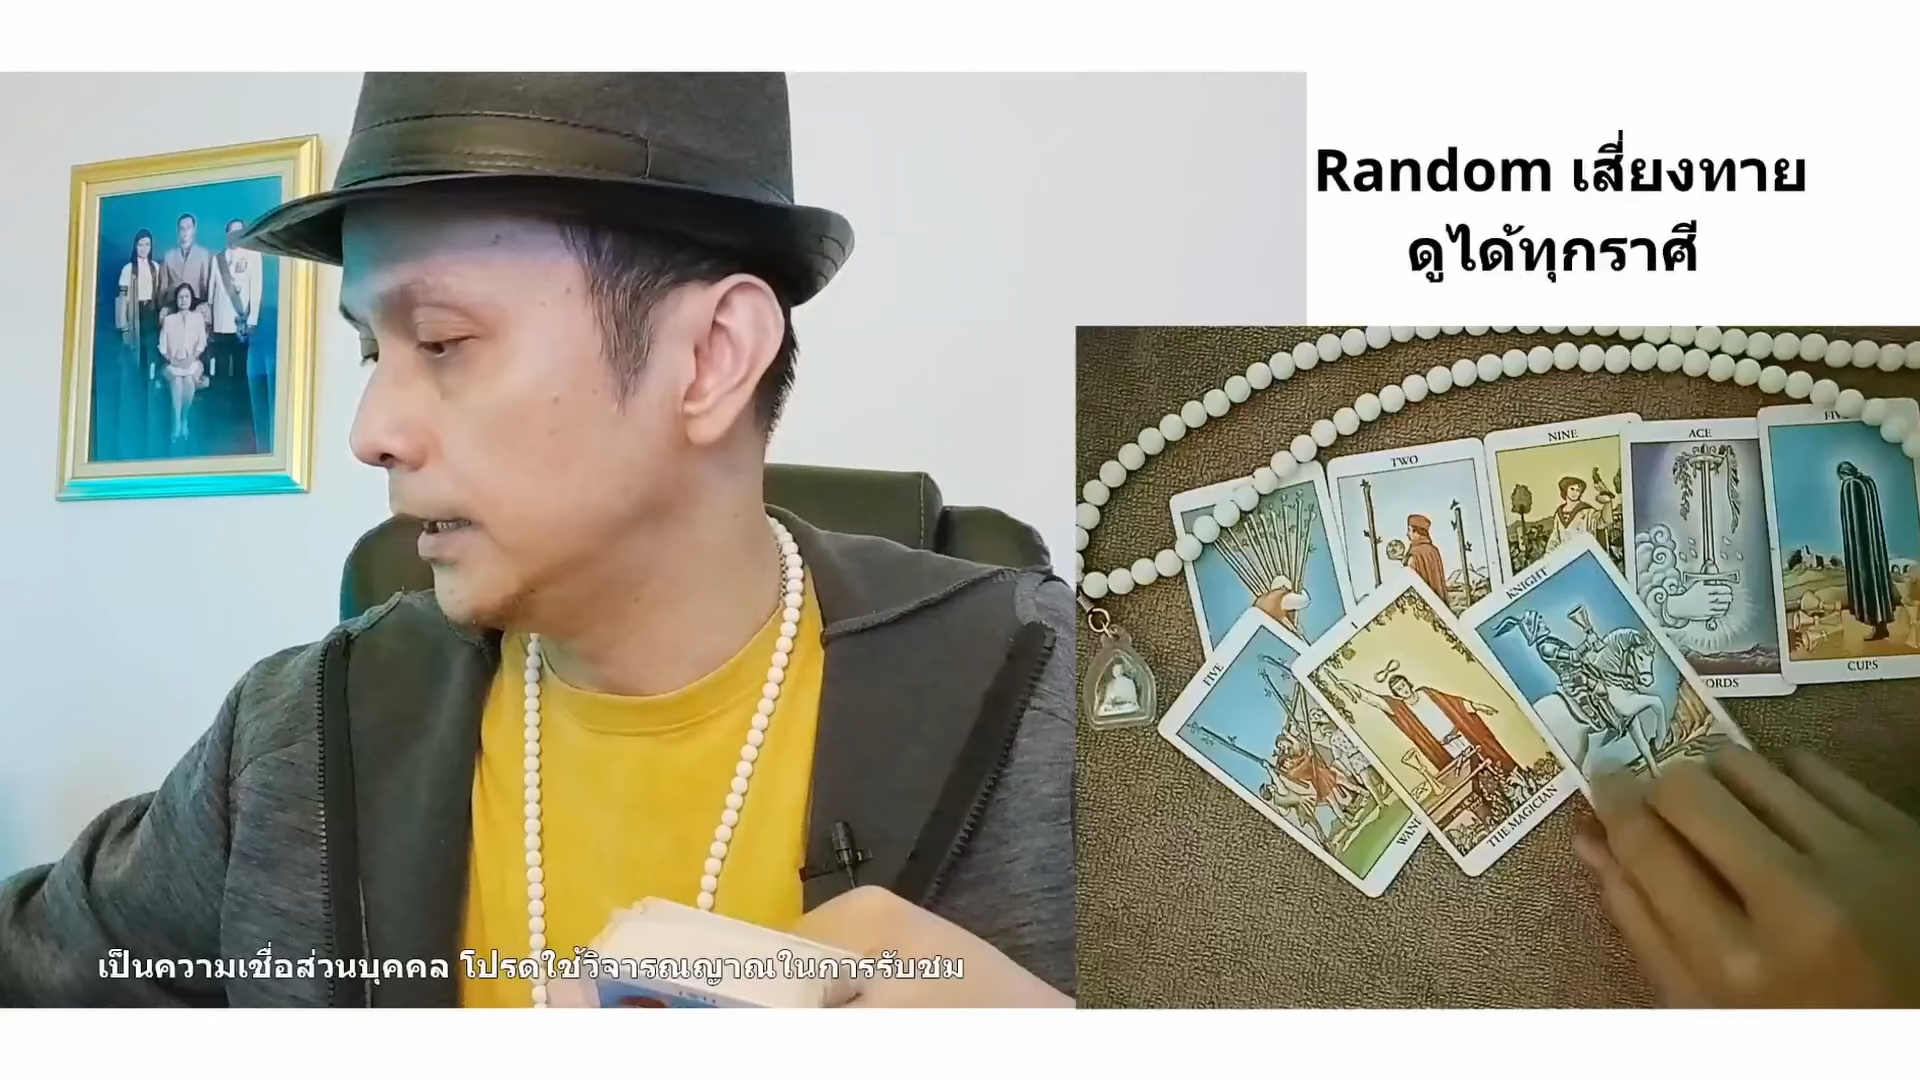 Random เสี่ยงทาย
ดูได้ทุกราศี
TWO
NINE
ACE
CUPS
KNIGHT
FIVE
THE MAGICIAN
เป็นความเชื่อส่วนบุคคล โปรดใช้วิจารณญาณในการรับชม